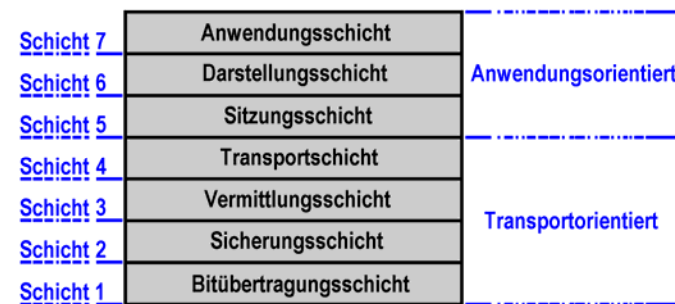 Schicht 7 Anwendungsschicht
Schicht 6 Darstellungsschicht Anwendungsorientiert
Schicht 5 Sitzungsschicht
Schicht 4 Transportschicht
Schicht 3 Vermittlungsschicht Transportorientiert
Schicht 2 Sicherungsschicht
Schicht 1 Bitübertragungsschicht